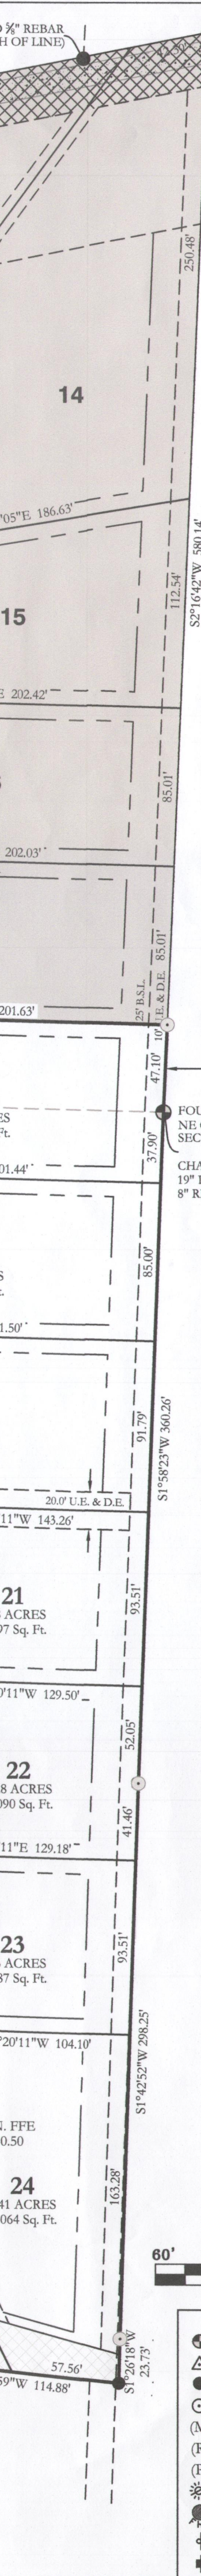 ⅝" REBAR
H OF LINE)
250.48'
14
'05"E 186.63'
S2°16'42"W 580.14'
112.54'
15
E 202.42'
85.01'
202.03'
85.01'
25' B.S.L.
10' U.E. & D.E.
201.63'
47.10'
FOU
NE
SEC
37.90'
CHA
19"
8" R
ES
Ft.
01.44'
85.00'
1.50'
91.79'
S1°58'23"W 360.26'
20.0' U.E. & D.E.
11"W 143.26'
93.51'
21
ACRES
97 Sq. Ft.
0'11"W 129.50'
52.05'
22
8 ACRES
090 Sq. Ft.
41.46'
11"E 129.18'
93.51'
23
ACRES
87 Sq. Ft.
°20'11"W 104.10'
S1°42'52"W 298.25'
N. FFE
0.50
24
41 ACRES
064 Sq. Ft.
163.28'
60'
57.56'
59"W 114.88'
S1°26'18"W
23.73'
(M
(R
(P